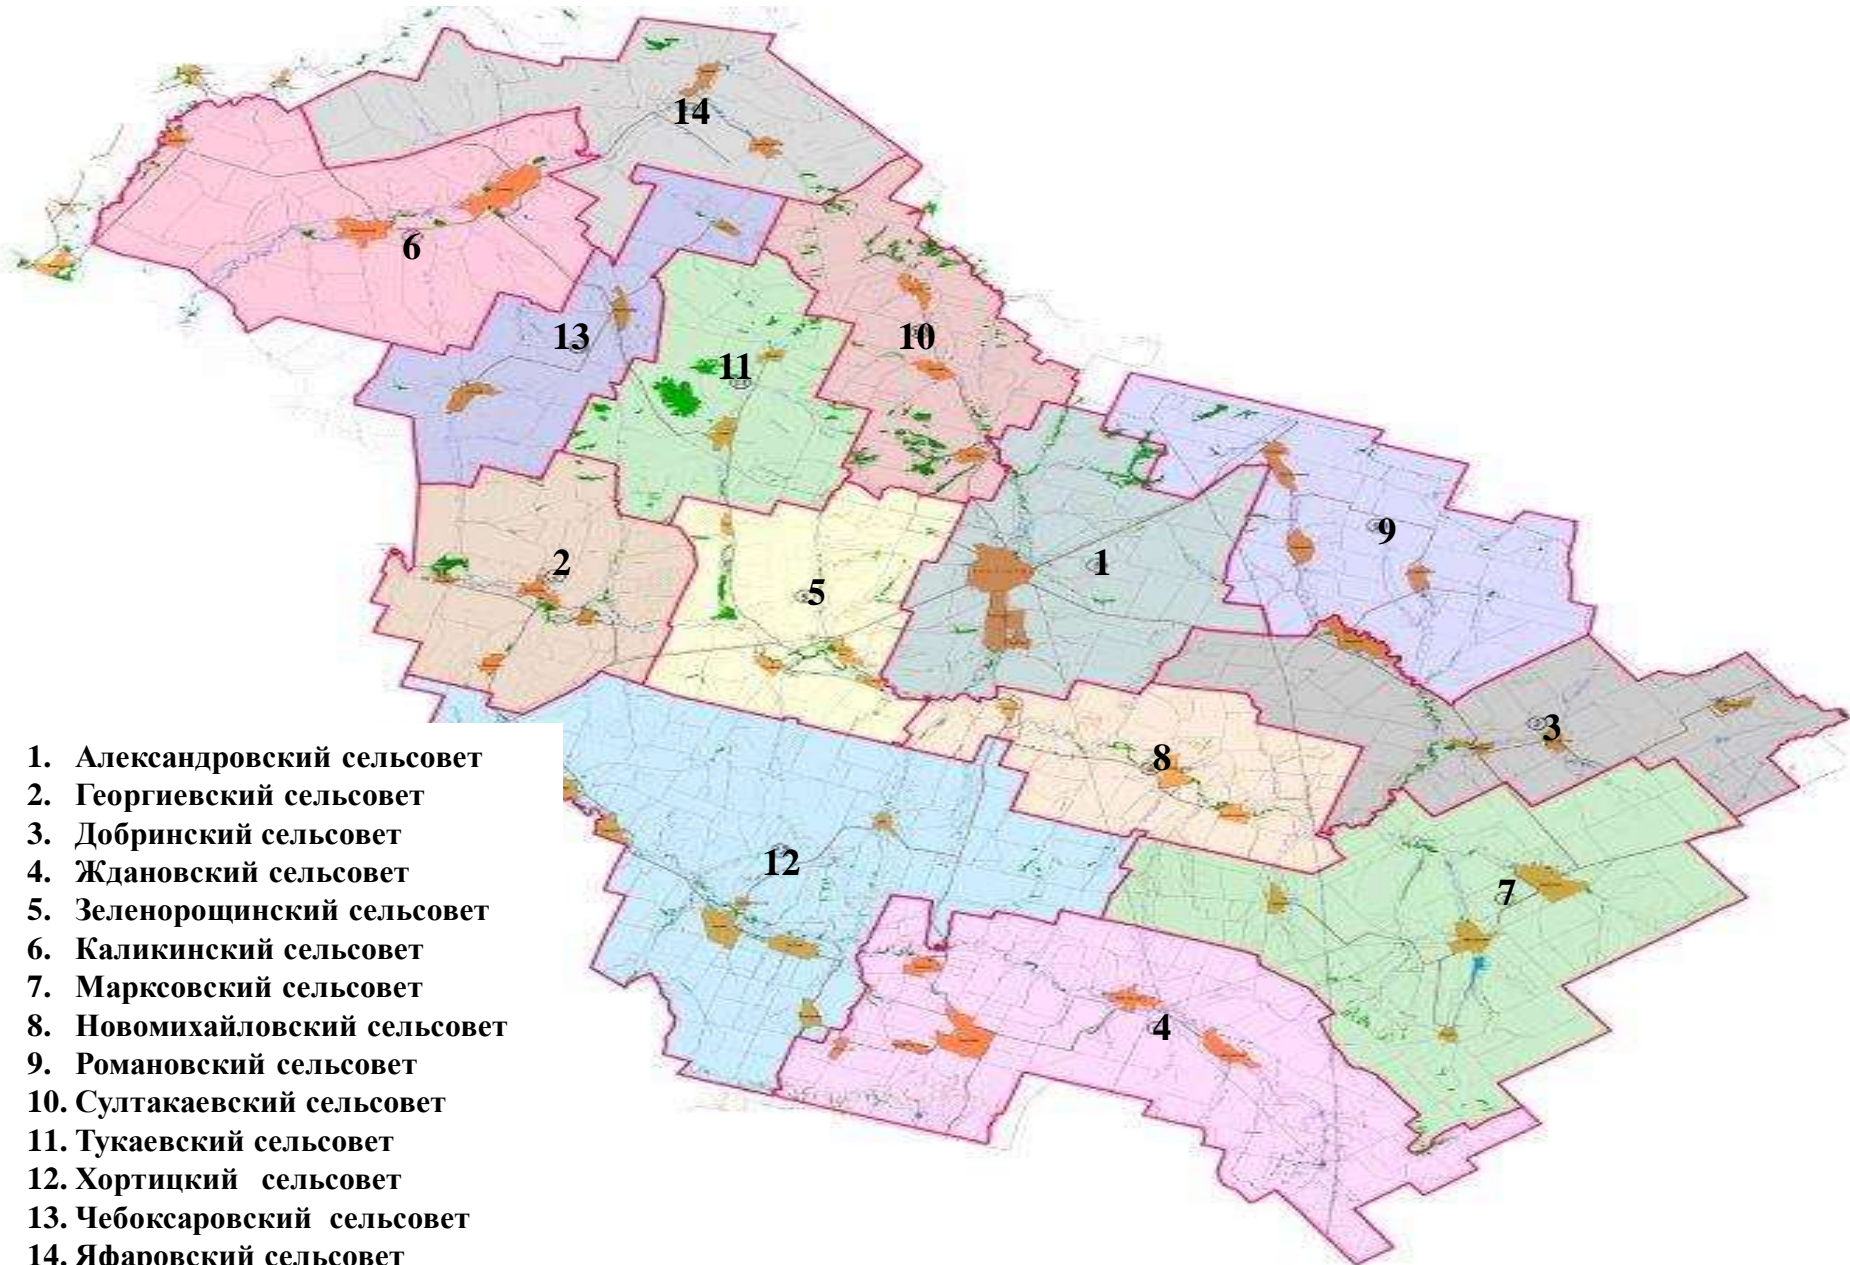 14
6
13
10
11
9
2
1
5
3
8
12
7
4
1. Александровский сельсовет
2. Георгиевский сельсовет
3. Добринский сельсовет
4. Ждановский сельсовет
5. Зеленорощинский сельсовет
6. Каликинский сельсовет
7. Марксовский сельсовет
8. Новомихайловский сельсовет
9. Романовский сельсовет
10. Султакаевский сельсовет
11. Тукаевский сельсовет
12. Хортицкий сельсовет
13. Чебоксаровский сельсовет
14. Яфаровский сельсовет